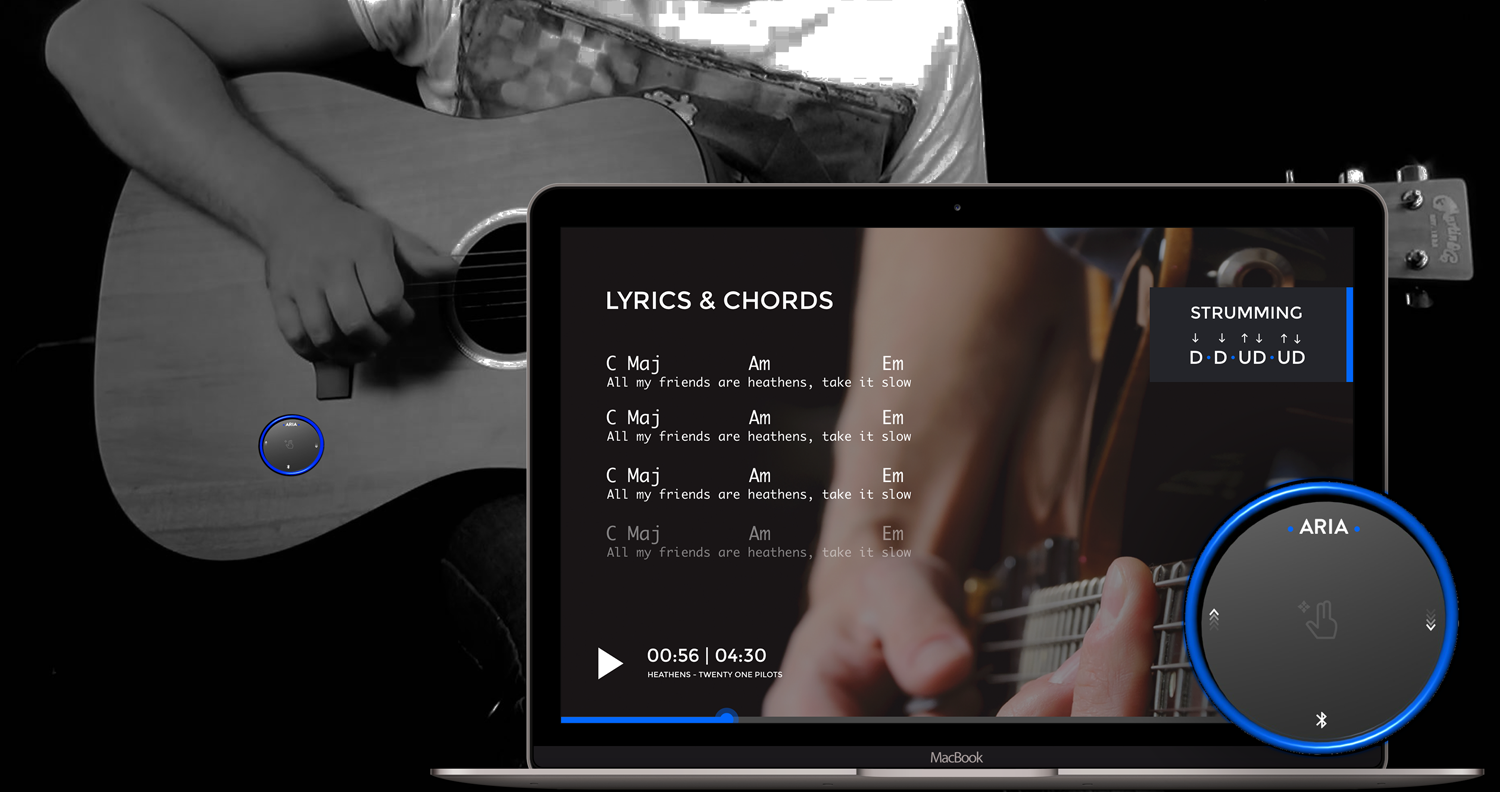 LYRICS & CHORDS
C Maj Am Em
All my friends are heathens, take it slow
C Maj Am Em
All my friends are heathens, take it slow
C Maj Am Em
All my friends are heathens, take it slow
C Maj Am Em
All my friends are heathens, take it slow
00:56 | 04:30
HEATHENS - TWENTY ONE PILOTS
STRUMMING
↓ ↓ ↑↓ ↑↓
D·D·UD·UD
ARIA
ARIA
MacBook